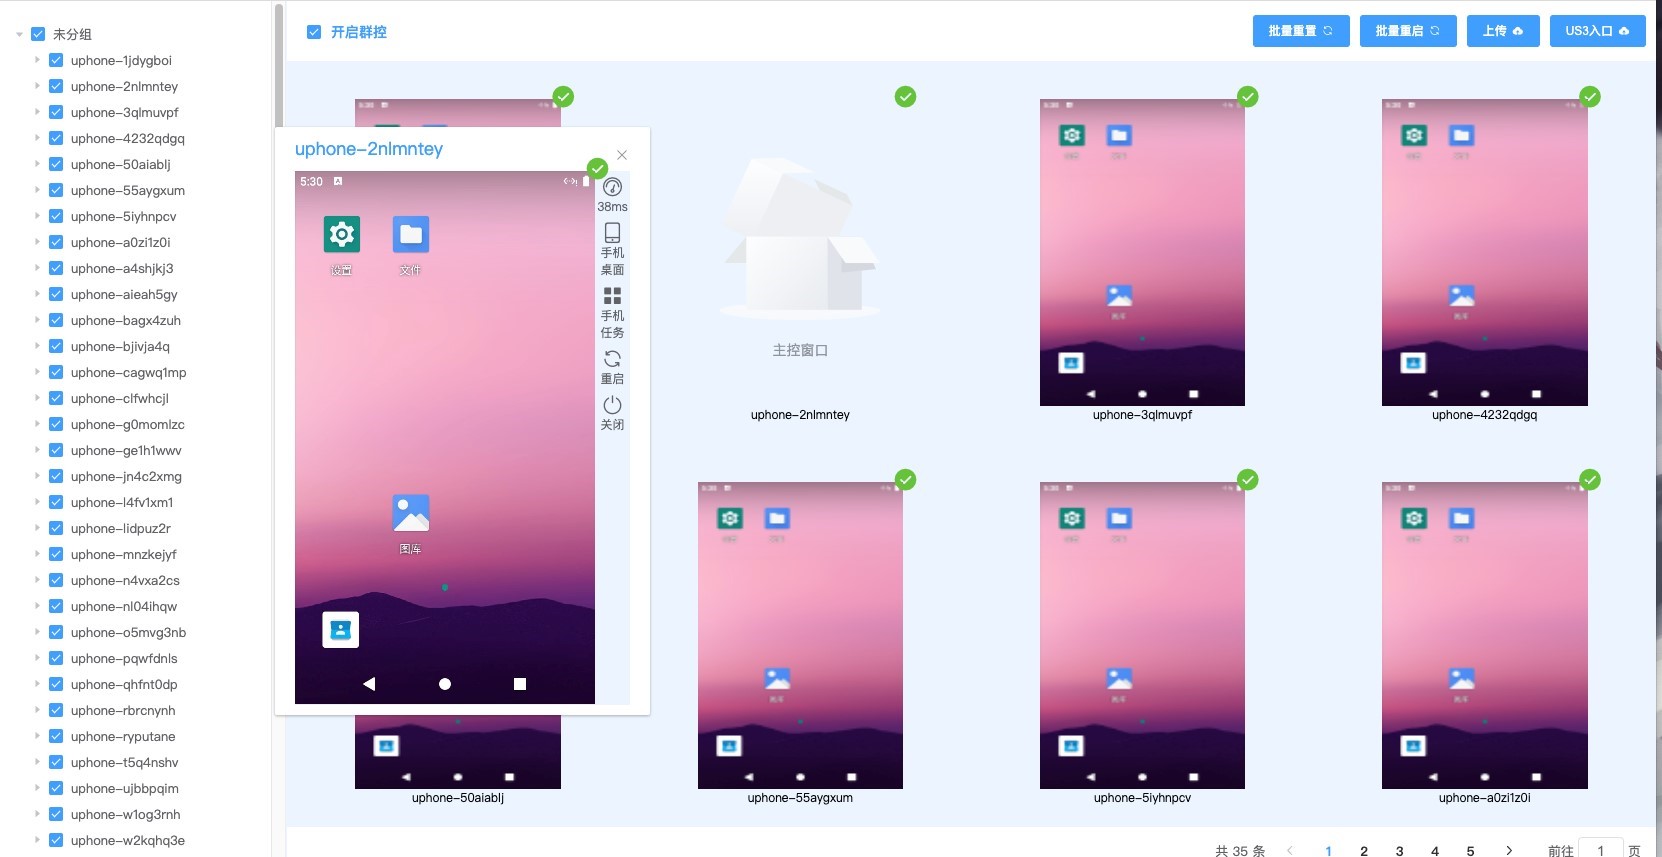 未分组
uphone-1jdygboi
uphone-2nlmntey
uphone-3qlmuvpf
uphone-4232qdgq
uphone-50aiablj
uphone-55aygxum
uphone-5iyhnpcv
uphone-a0zi1z0i
uphone-a4shjkj3
uphone-aieah5gy
uphone-bagx4zuh
uphone-bjivja4q
uphone-cagwq1mp
uphone-clfwhcjl
uphone-g0momlzc
uphone-ge1h1wwv
uphone-jn4c2xmg
uphone-l4fv1xm1
uphone-lidpuz2r
uphone-mnzkejyf
uphone-n4vxa2cs
uphone-nl04ihqw
uphone-o5mvg3nb
uphone-pqwfdnls
uphone-qhfnt0dp
uphone-rbrcnynh
uphone-ryputane
uphone-t5q4nshv
uphone-ujbbpqim
uphone-w1og3rnh
uphone-w2kqhq3e
开启群控
批量重置
批量重启
上传
US3入口
uphone-2nlmntey
5:30
设置
文件
图库
38ms
手机
桌面
手机
任务
重启
关闭
主控窗口
uphone-2nlmntey
uphone-3qlmuvpf
uphone-4232qdgq
uphone-50aiablj
uphone-55aygxum
uphone-5iyhnpcv
uphone-a0zi1z0i
共 35 条 1 2 3 4 5 前往 1 页